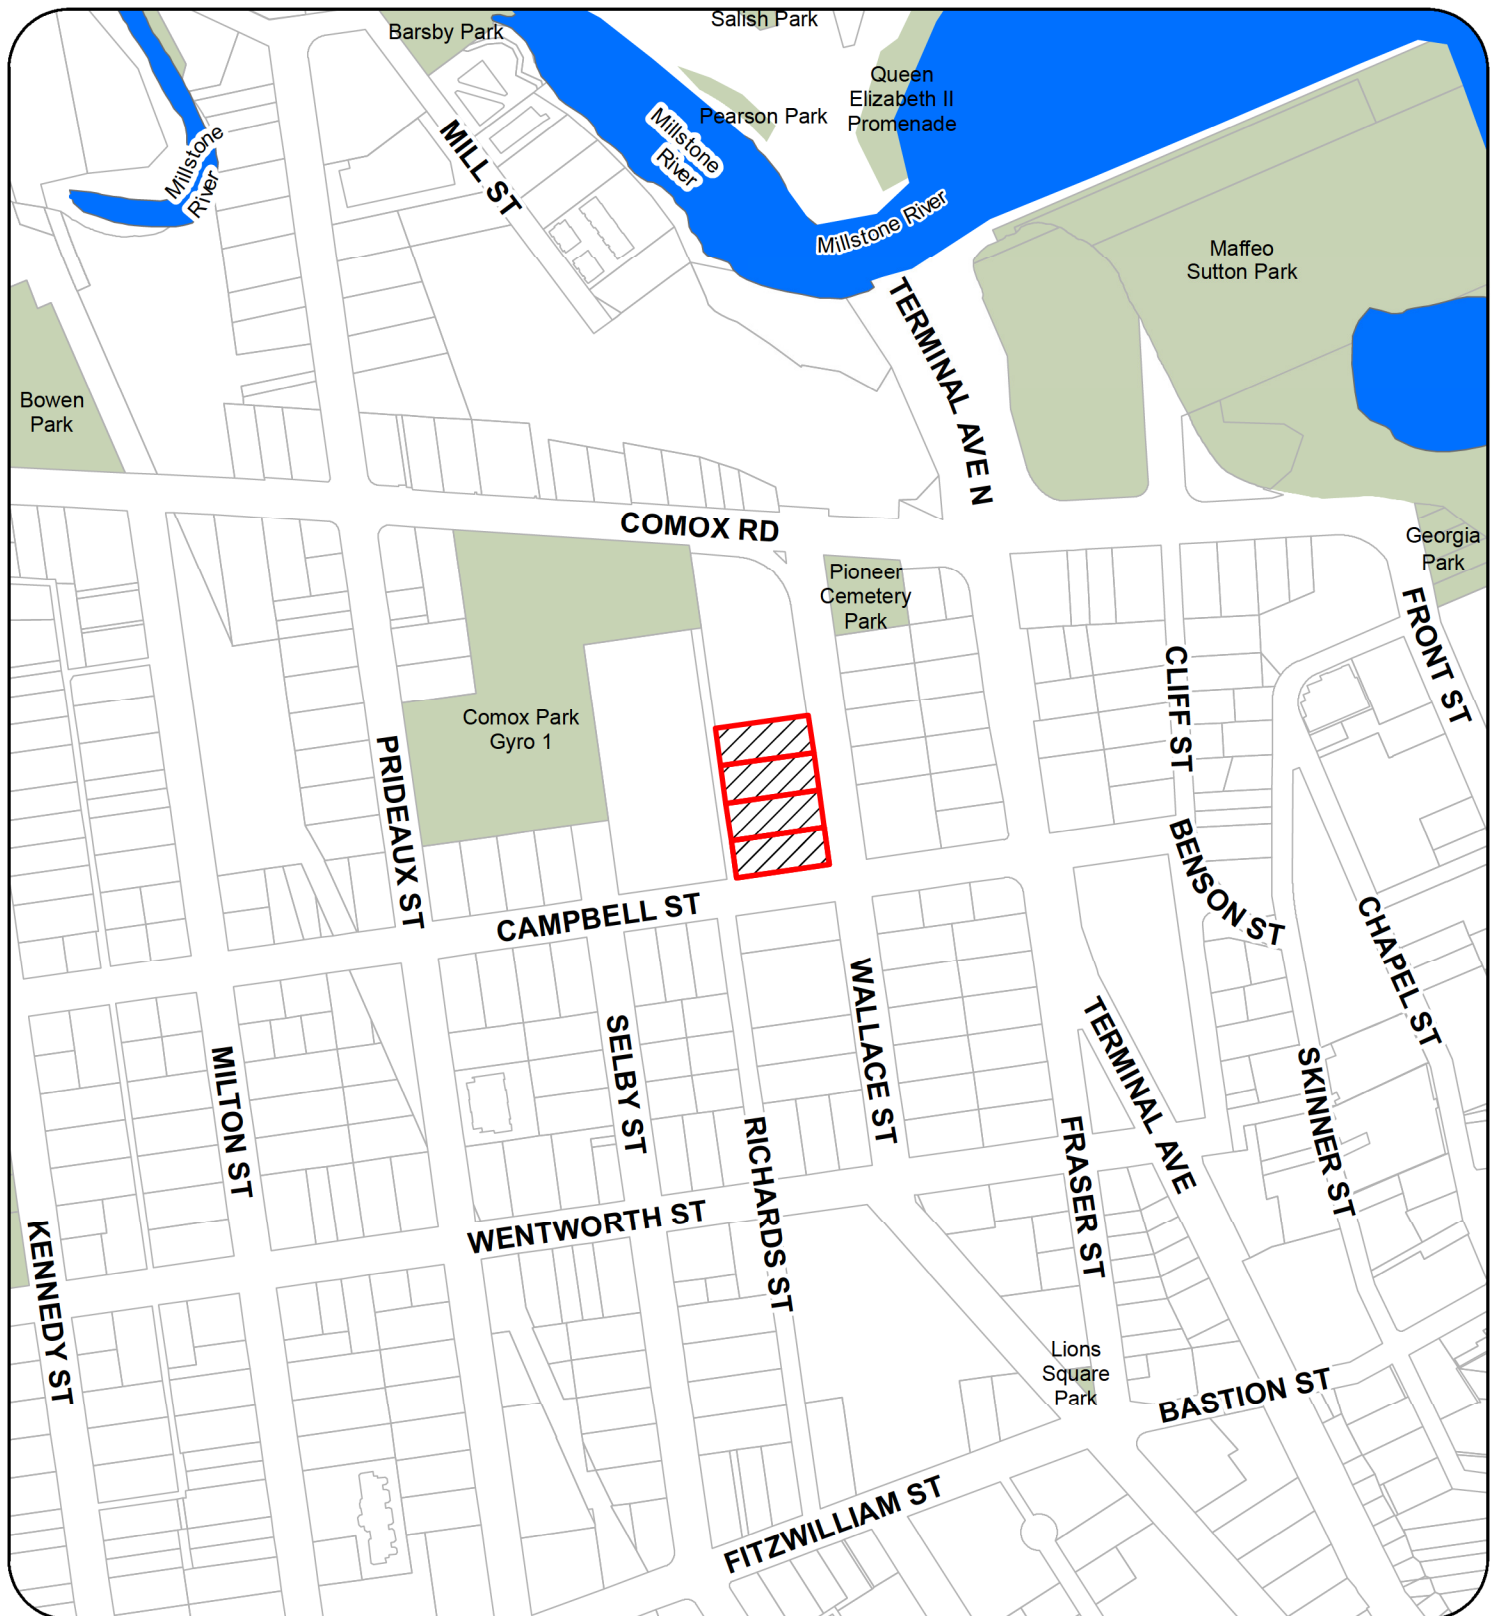 Barsby Park
Salish Park
Queen
Elizabeth II
Promenade
Pearson Park
Millstone
River
Millstone
River
MILL ST
Millstone River
Maffeo
Sutton Park
TERMINAL AVE N
Bowen
Park
COMOX RD
Georgia
Park
Pioneer
Cemetery
Park
FRONT ST
CLIFF ST
Comox Park
Gyro 1
PRIDEAUX ST
BENSON ST
CAMPBELL ST
CHAPEL ST
WALLACE ST
TERMINAL AVE
SELBY ST
MILTON ST
SKINNER ST
RICHARDS ST
FRASER ST
WENTWORTH ST
KENNEDY ST
Lions
Square
Park
BASTION ST
FITZWILLIAM ST